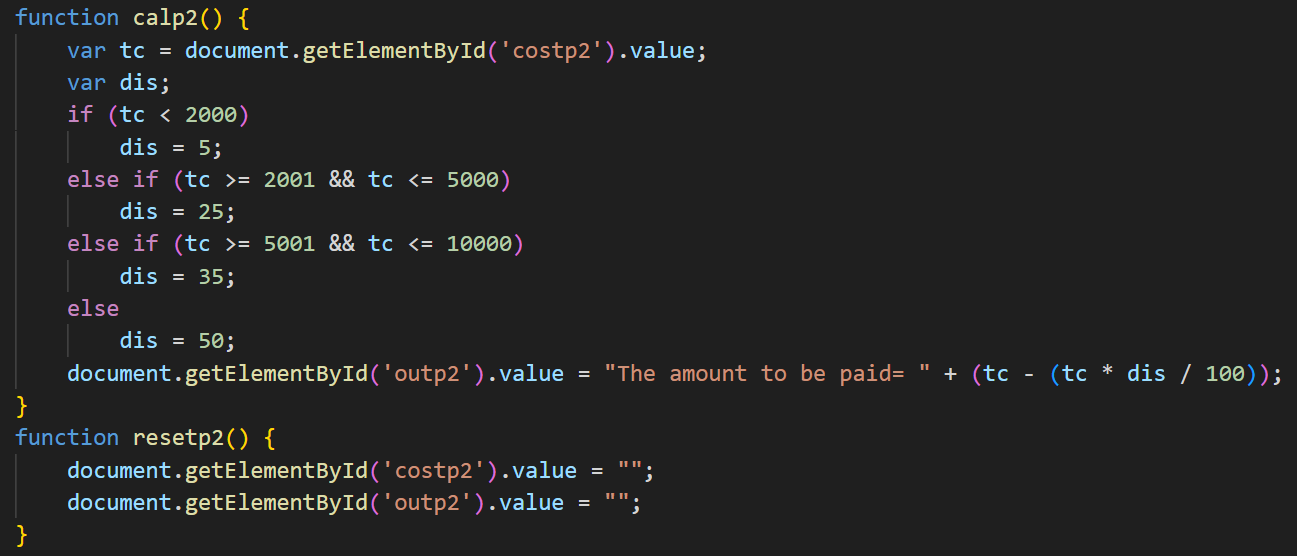 function calp2() {
    var tc = document.getElementById('costp2').value;
    var dis;
    if (tc < 2000)
        dis = 5;
    else if (tc >= 2001 && tc <= 5000)
        dis = 25;
    else if (tc >= 5001 && tc <= 10000)
        dis = 35;
    else
        dis = 50;
    document.getElementById('outp2').value = "The amount to be paid= " + (tc - (tc * dis / 100));
}
function resetp2() {
    document.getElementById('costp2').value = "";
    document.getElementById('outp2').value = "";
}